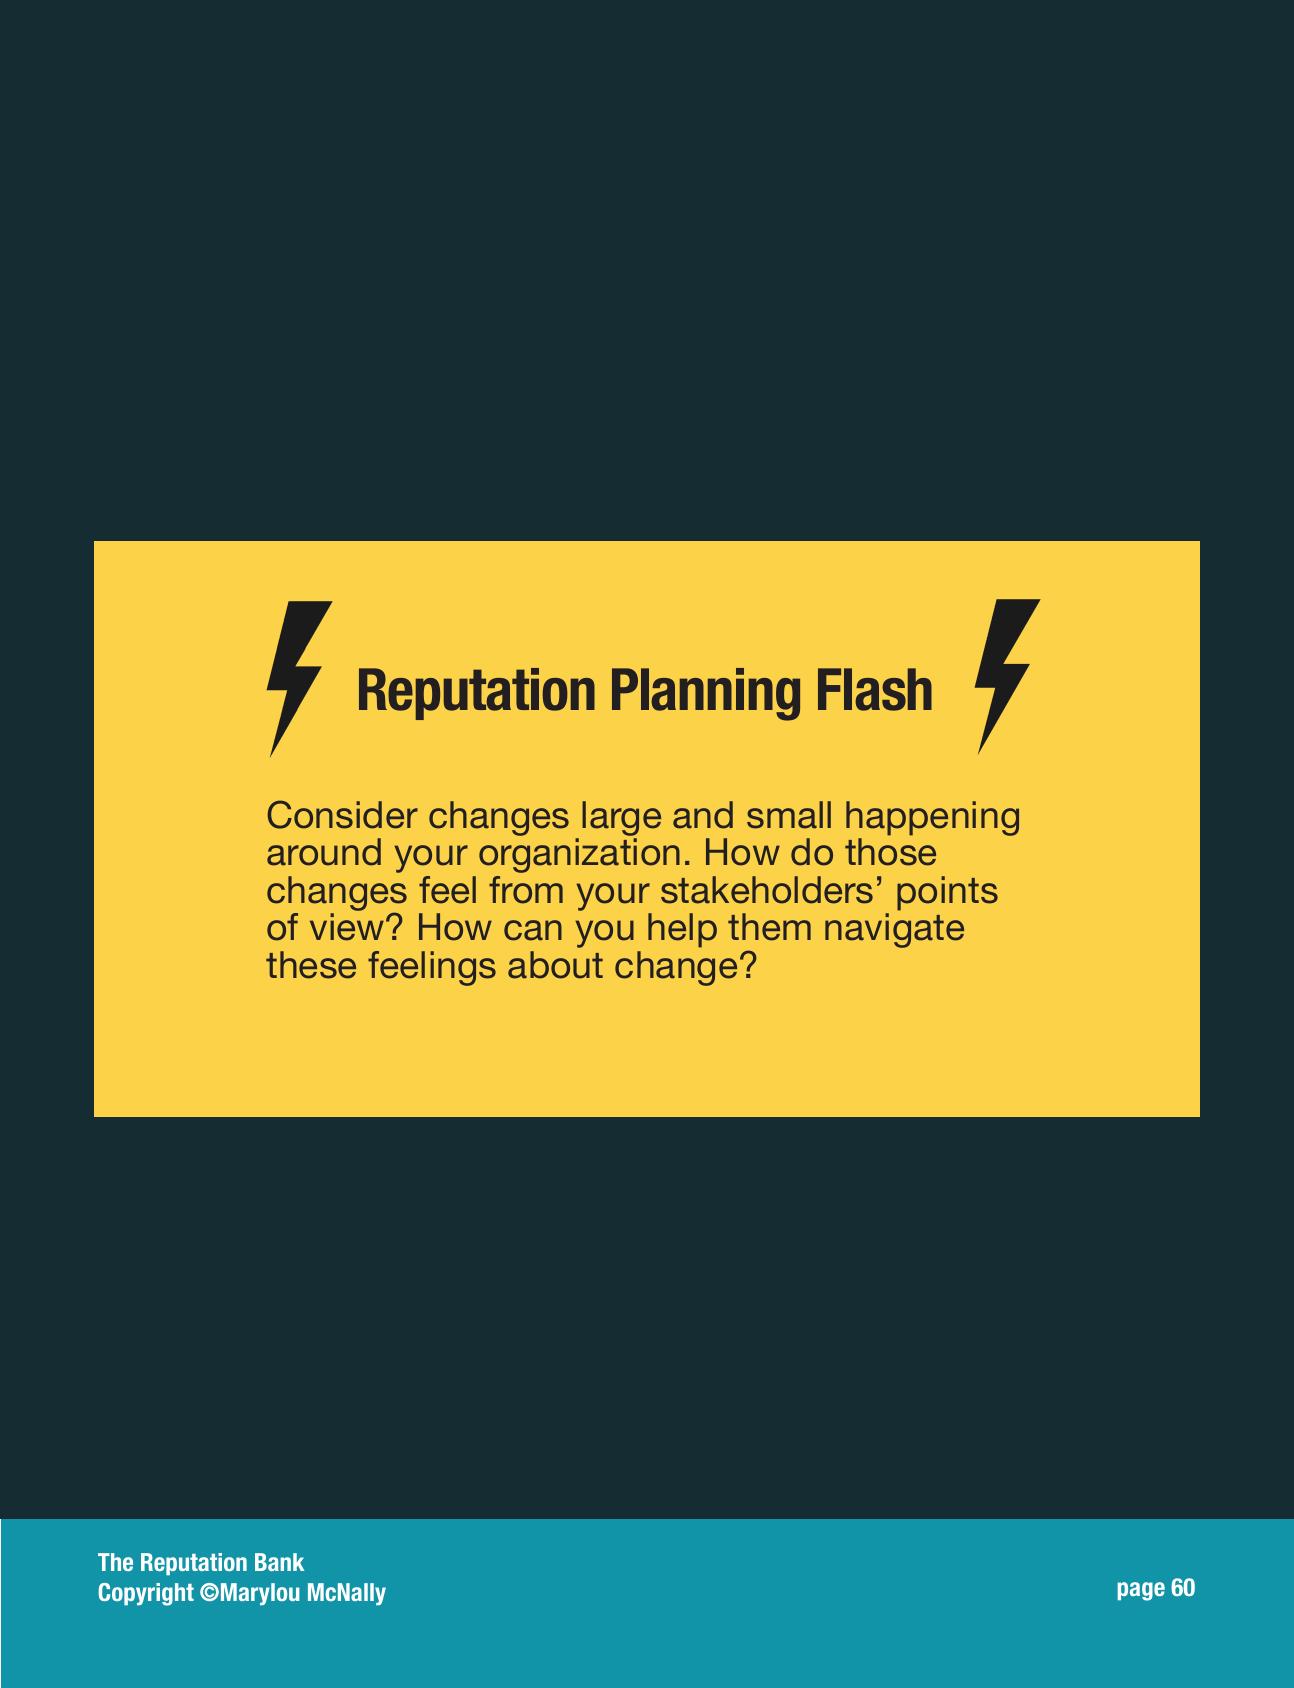 Reputation Planning Flash
Consider changes large and small happening
around your organization. How do those
changes feel from your stakeholders’ points
of view? How can you help them navigate
these feelings about change?
The Reputation Bank
Copyright ©Marylou McNally
page 60